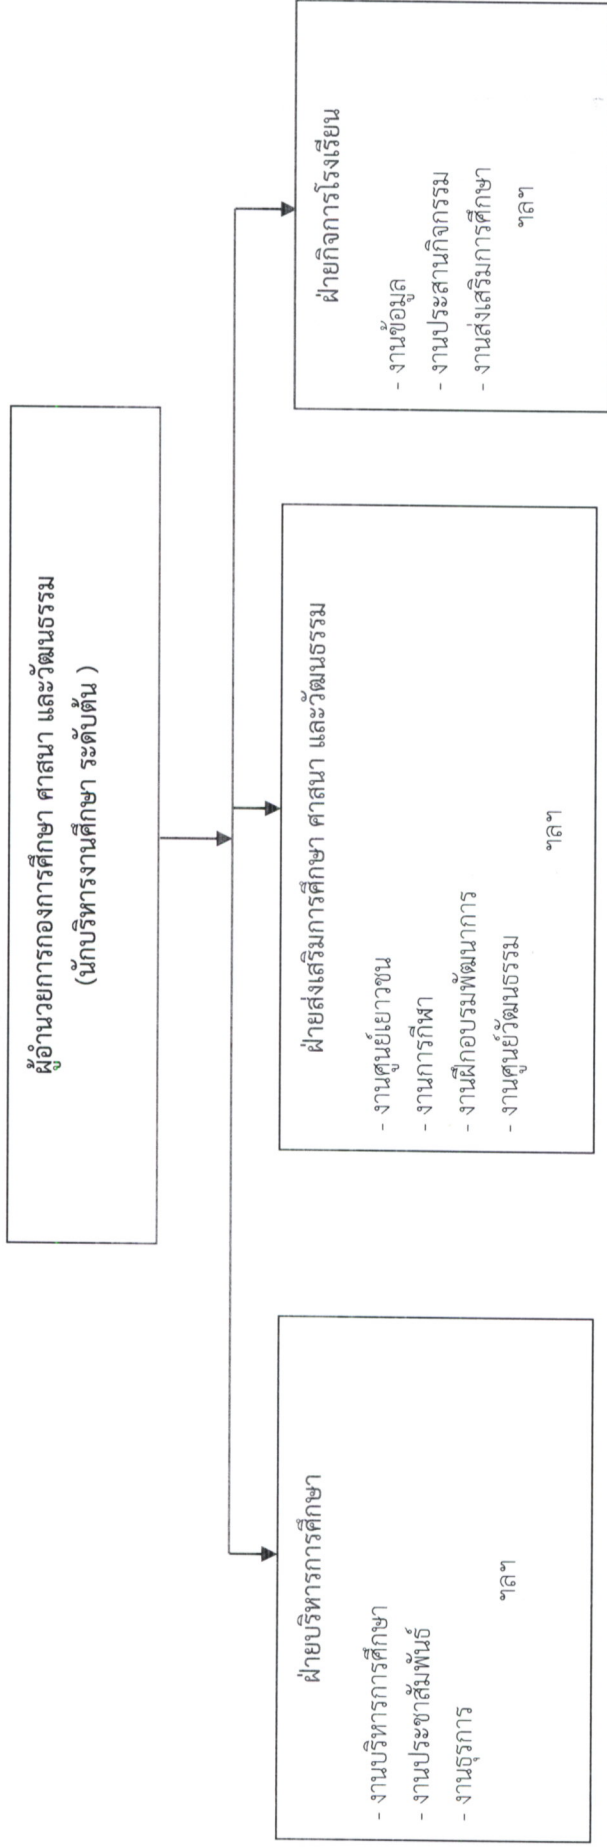 ผู้อำนวยการกองการศึกษา ศาสนา และวัฒนธรรม
(นักบริหารงานศึกษา ระดับต้น )
ฝ่ายบริหารการศึกษา
- งานบริหารการศึกษา
- งานประชาสัมพันธ์
- งานธุรการ
ฯลฯ
ฝ่ายส่งเสริมการศึกษา ศาสนา และวัฒนธรรม
- งานศูนย์เยาวชน
- งานการกีฬา
- งานฝึกอบรมพัฒนาการ
- งานศูนย์วัฒนธรรม
ฯลฯ
ฝ่ายกิจการโรงเรียน
- งานข้อมูล
- งานประสานกิจกรรม
- งานส่งเสริมการศึกษา
ฯลฯ